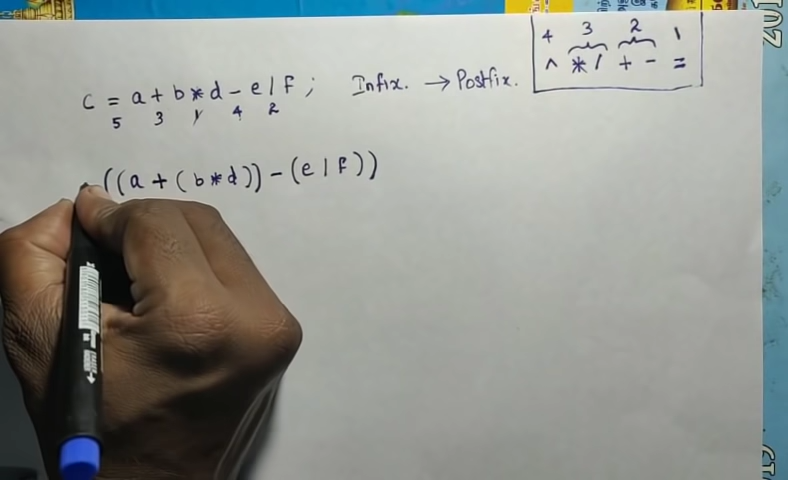 4 3 2 1
^ * / + - =
c = a + b * d - e / f ; Infix. → Postfix.
5 3 1 4 2
((a + (b * d)) - (e / f))